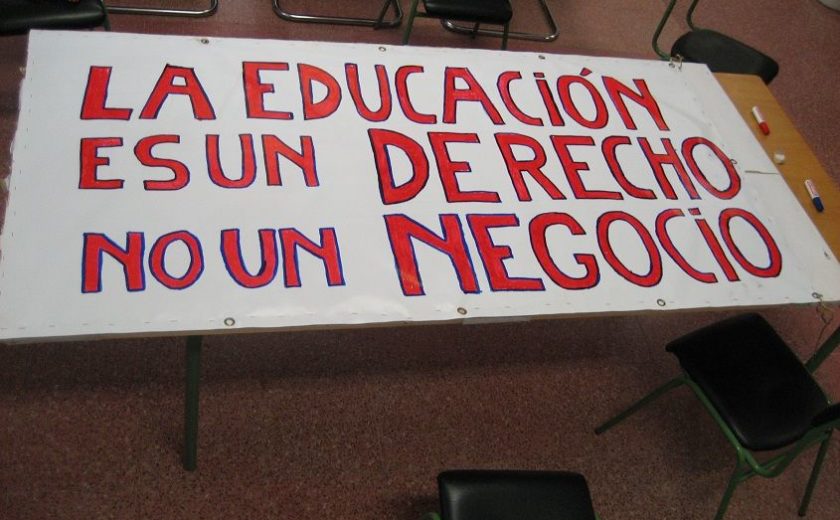 LA EDUCACIÓN
ES UN DERECHO
NO UN NEGOCIO